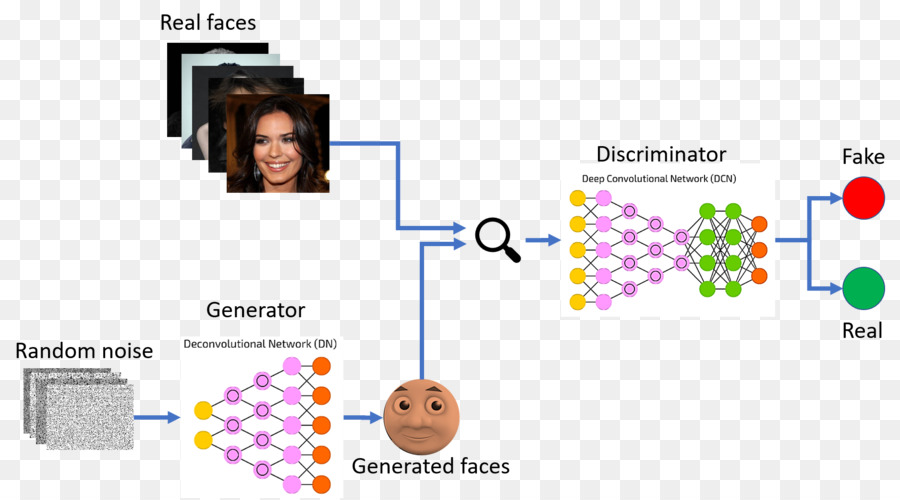 Real faces
Discriminator
Deep Convolutional Network (DCN)
Fake
Real
Generator
Deconvolutional Network (DN)
Random noise
Generated faces